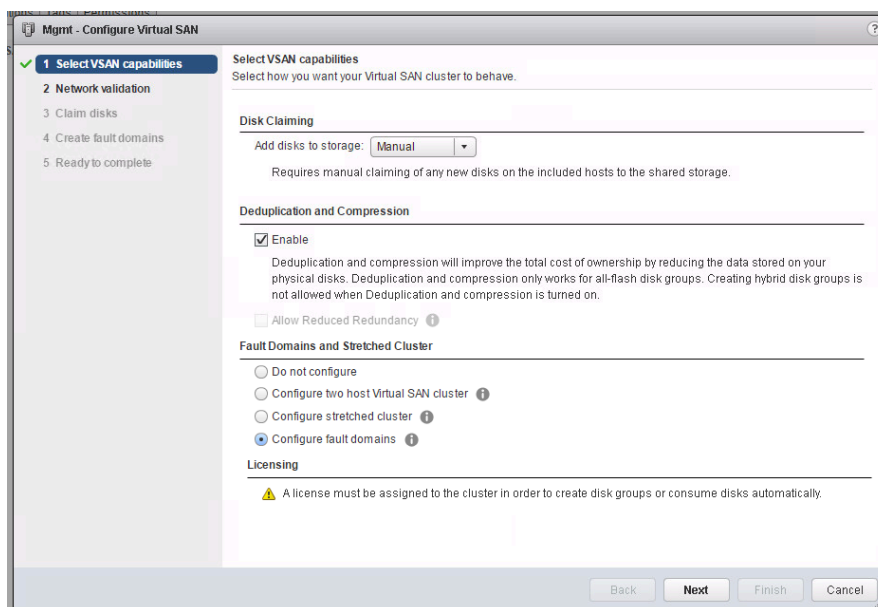 Mgmt - Configure Virtual SAN
?
1 Select VSAN capabilities
2 Network validation
3 Claim disks
4 Create fault domains
5 Ready to complete
Select VSAN capabilities
Select how you want your Virtual SAN cluster to behave.
Disk Claiming
Add disks to storage: Manual
Requires manual claiming of any new disks on the included hosts to the shared storage.
Deduplication and Compression
Enable
Deduplication and compression will improve the total cost of ownership by reducing the data stored on your
physical disks. Deduplication and compression only works for all-flash disk groups. Creating hybrid disk groups is
not allowed when Deduplication and compression is turned on.
Allow Reduced Redundancy
Fault Domains and Stretched Cluster
Do not configure
Configure two host Virtual SAN cluster
Configure stretched cluster
Configure fault domains
Licensing
A license must be assigned to the cluster in order to create disk groups or consume disks automatically.
Back Next Finish Cancel